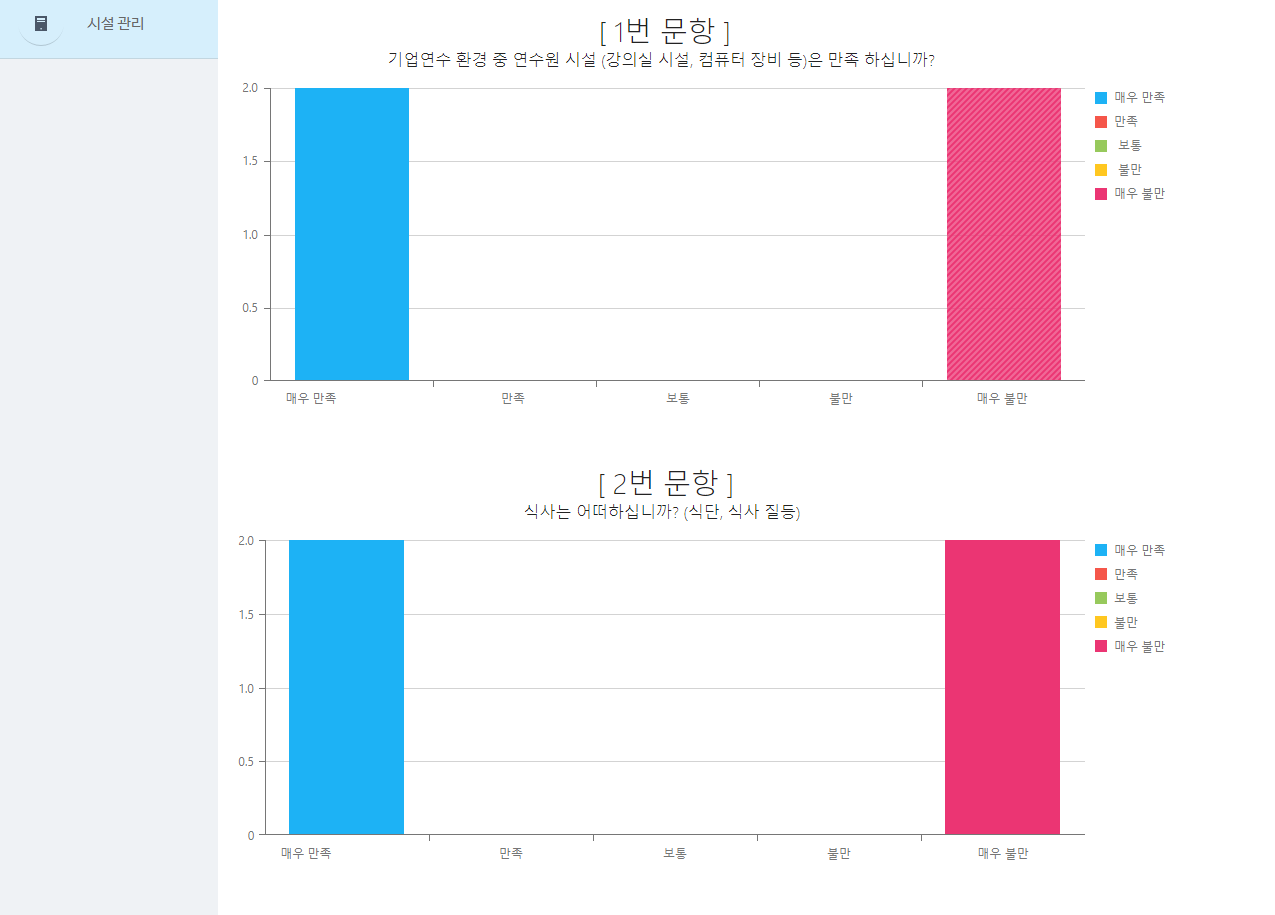 시설 관리
[ 1번 문항 ]
기업연수 환경 중 연수원 시설 (강의실 시설, 컴퓨터 장비 등)은 만족 하십니까?
2.0
1.5
1.0
0.5
0
매우 만족
만족
보통
불만
매우 불만
매우 만족
만족
보통
불만
매우 불만
[ 2번 문항 ]
식사는 어떠하십니까? (식단, 식사 질등)
2.0
1.5
1.0
0.5
0
매우 만족
만족
보통
불만
매우 불만
매우 만족
만족
보통
불만
매우 불만